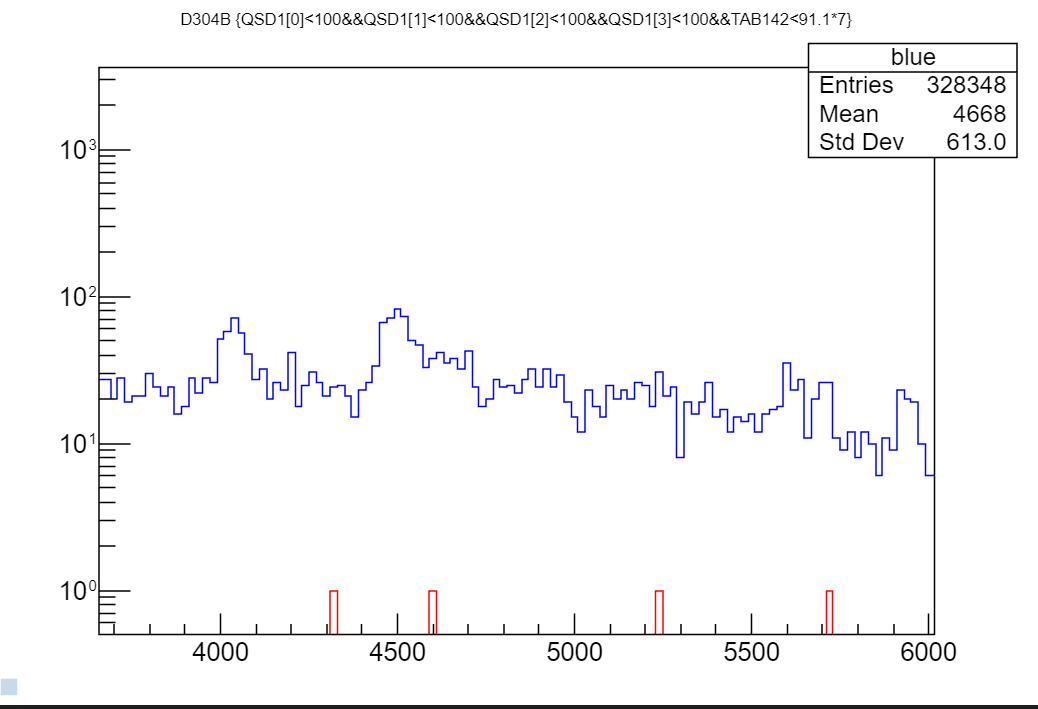 D304B {QSD1[0]<100&&QSD1[1]<100&&QSD1[2]<100&&QSD1[3]<100&&TAB142<91.1*7}
blue
Entries 328348
Mean 4668
Std Dev 613.0
10³
10²
10¹
10⁰
4000 4500 5000 5500 6000